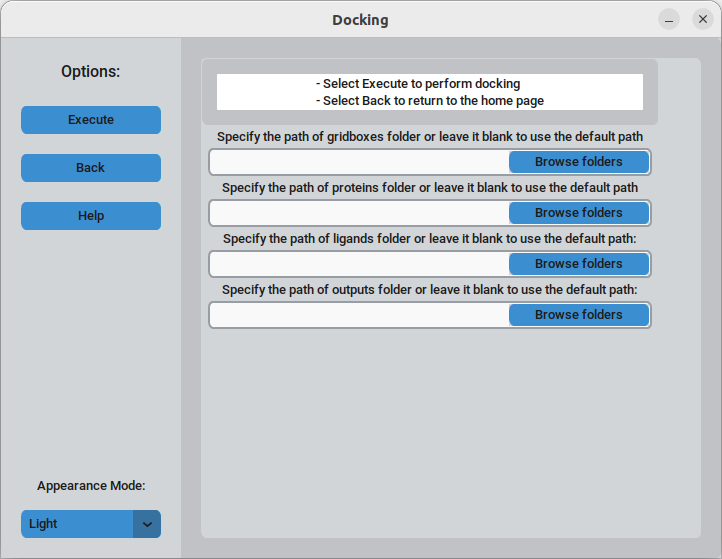 Docking
Options:
Execute
Back
Help
Appearance Mode:
Light
- Select Execute to perform docking
- Select Back to return to the home page
Specify the path of gridboxes folder or leave it blank to use the default path
Browse folders
Specify the path of proteins folder or leave it blank to use the default path
Browse folders
Specify the path of ligands folder or leave it blank to use the default path:
Browse folders
Specify the path of outputs folder or leave it blank to use the default path:
Browse folders